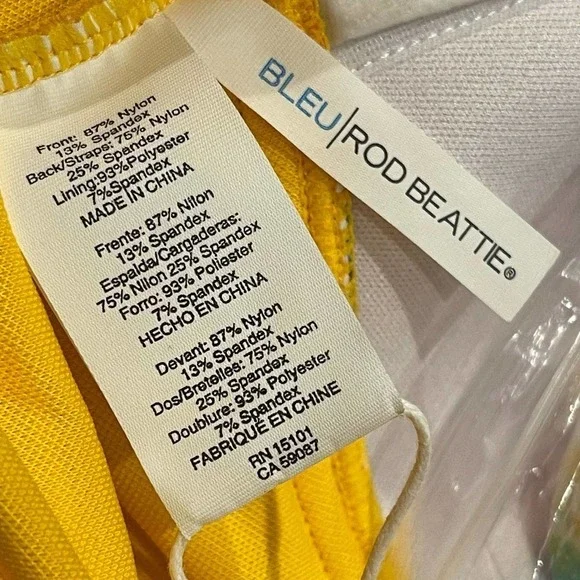 Front: 87% Nylon
13% Spandex
Back/Straps: 75% Nylon
25% Spandex
Lining:93%Polyester
7%Spandex
MADE IN CHINA
Frente: 87% Nilon
13% Spandex
Espalda/Cargaderas:
75% Nilon 25% Spandex
Forro: 93% Poliester
7% Spandex
HECHO EN CHINA
Devant: 87% Nylon
13% Spandex
Dos/Bretelles: 75% Nylon
25% Spandex
Doublure: 93% Polyester
7% Spandex
FABRIQUÉ EN CHINE
RN 15101
CA 59087
BLEU|ROD BEATTIE®